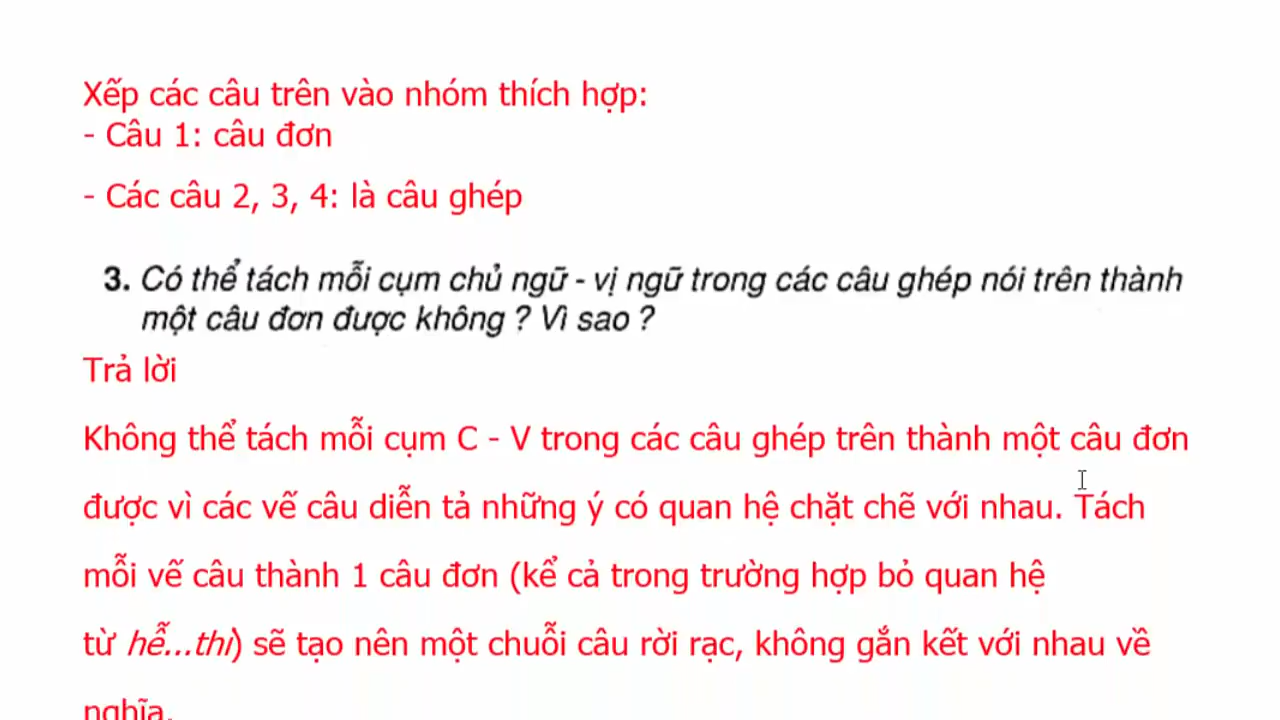 Xếp các câu trên vào nhóm thích hợp:
- Câu 1: câu đơn
- Các câu 2, 3, 4: là câu ghép
3. Có thể tách mỗi cụm chủ ngữ - vị ngữ trong các câu ghép nói trên thành
một câu đơn được không ? Vì sao ?
Trả lời
Không thể tách mỗi cụm C - V trong các câu ghép trên thành một câu đơn
được vì các vế câu diễn tả những ý có quan hệ chặt chẽ với nhau. Tách
mỗi vế câu thành 1 câu đơn (kể cả trong trường hợp bỏ quan hệ
từ hễ...thì) sẽ tạo nên một chuỗi câu rời rạc, không gắn kết với nhau về
nghĩa.